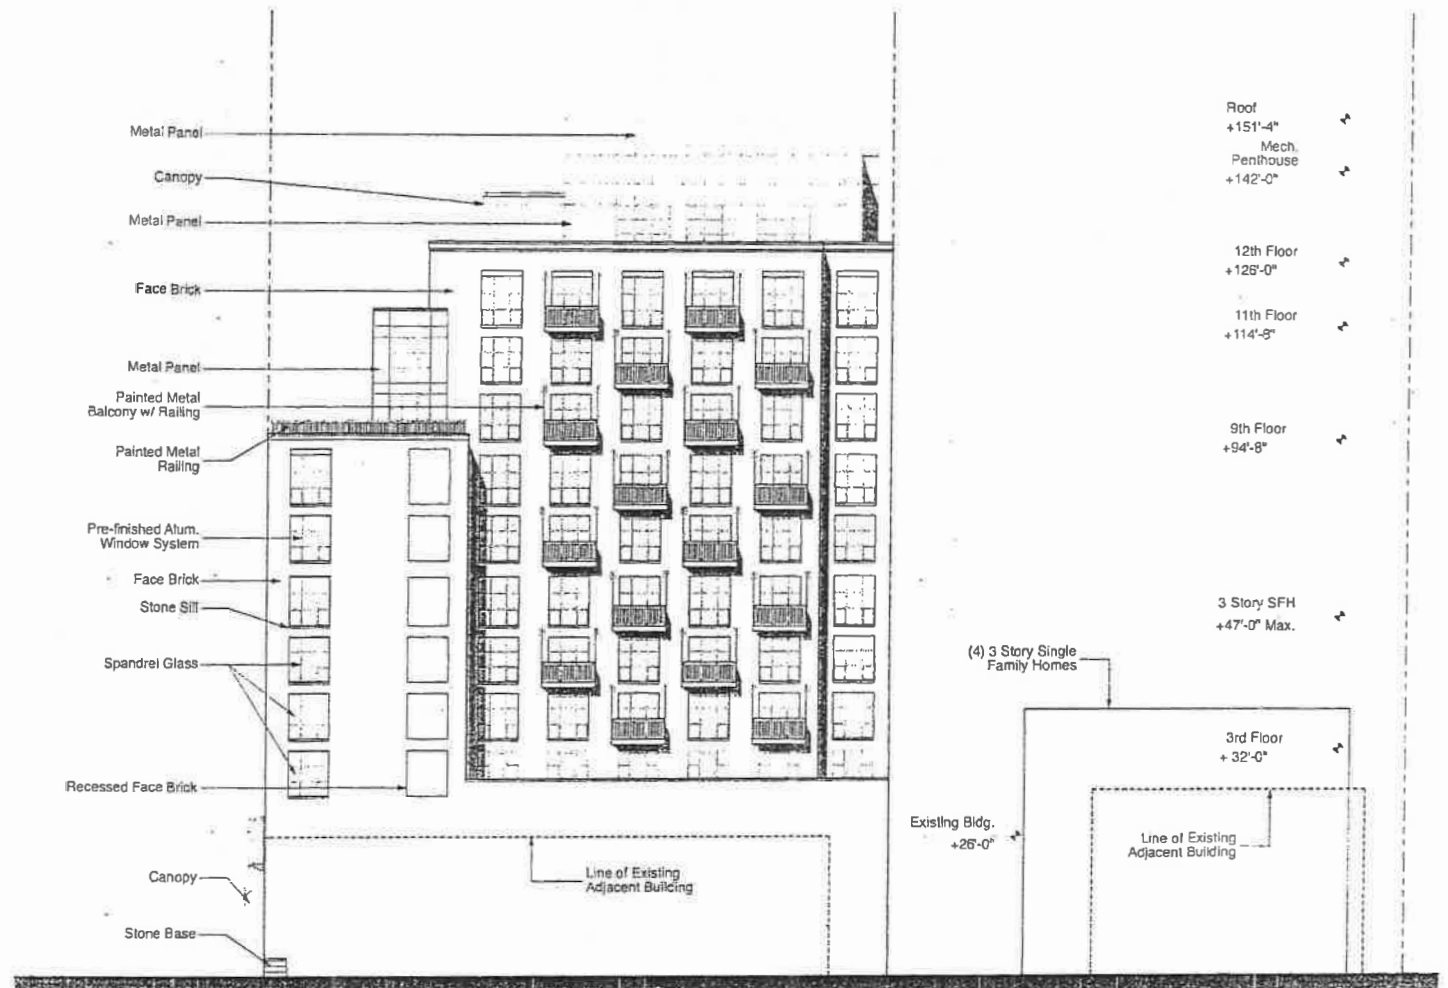 Metal Panel
Canopy
Metal Panel
Face Brick
Metal Panel
Painted Metal
Balcony w/ Railing
Painted Metal
Railing
Pre-finished Alum.
Window System
Face Brick
Stone Sill
Spandrel Glass
Recessed Face Brick
Canopy
Stone Base
Line of Existing
Adjacent Building
Existing Bldg.
+26'-0"
(4) 3 Story Single
Family Homes
Line of Existing
Adjacent Building
Roof
+151'-4"
Mech.
Penthouse
+142'-0"
12th Floor
+126'-0"
11th Floor
+114'-8"
9th Floor
+94'-8"
3 Story SFH
+47'-0" Max.
3rd Floor
+ 32'-0"